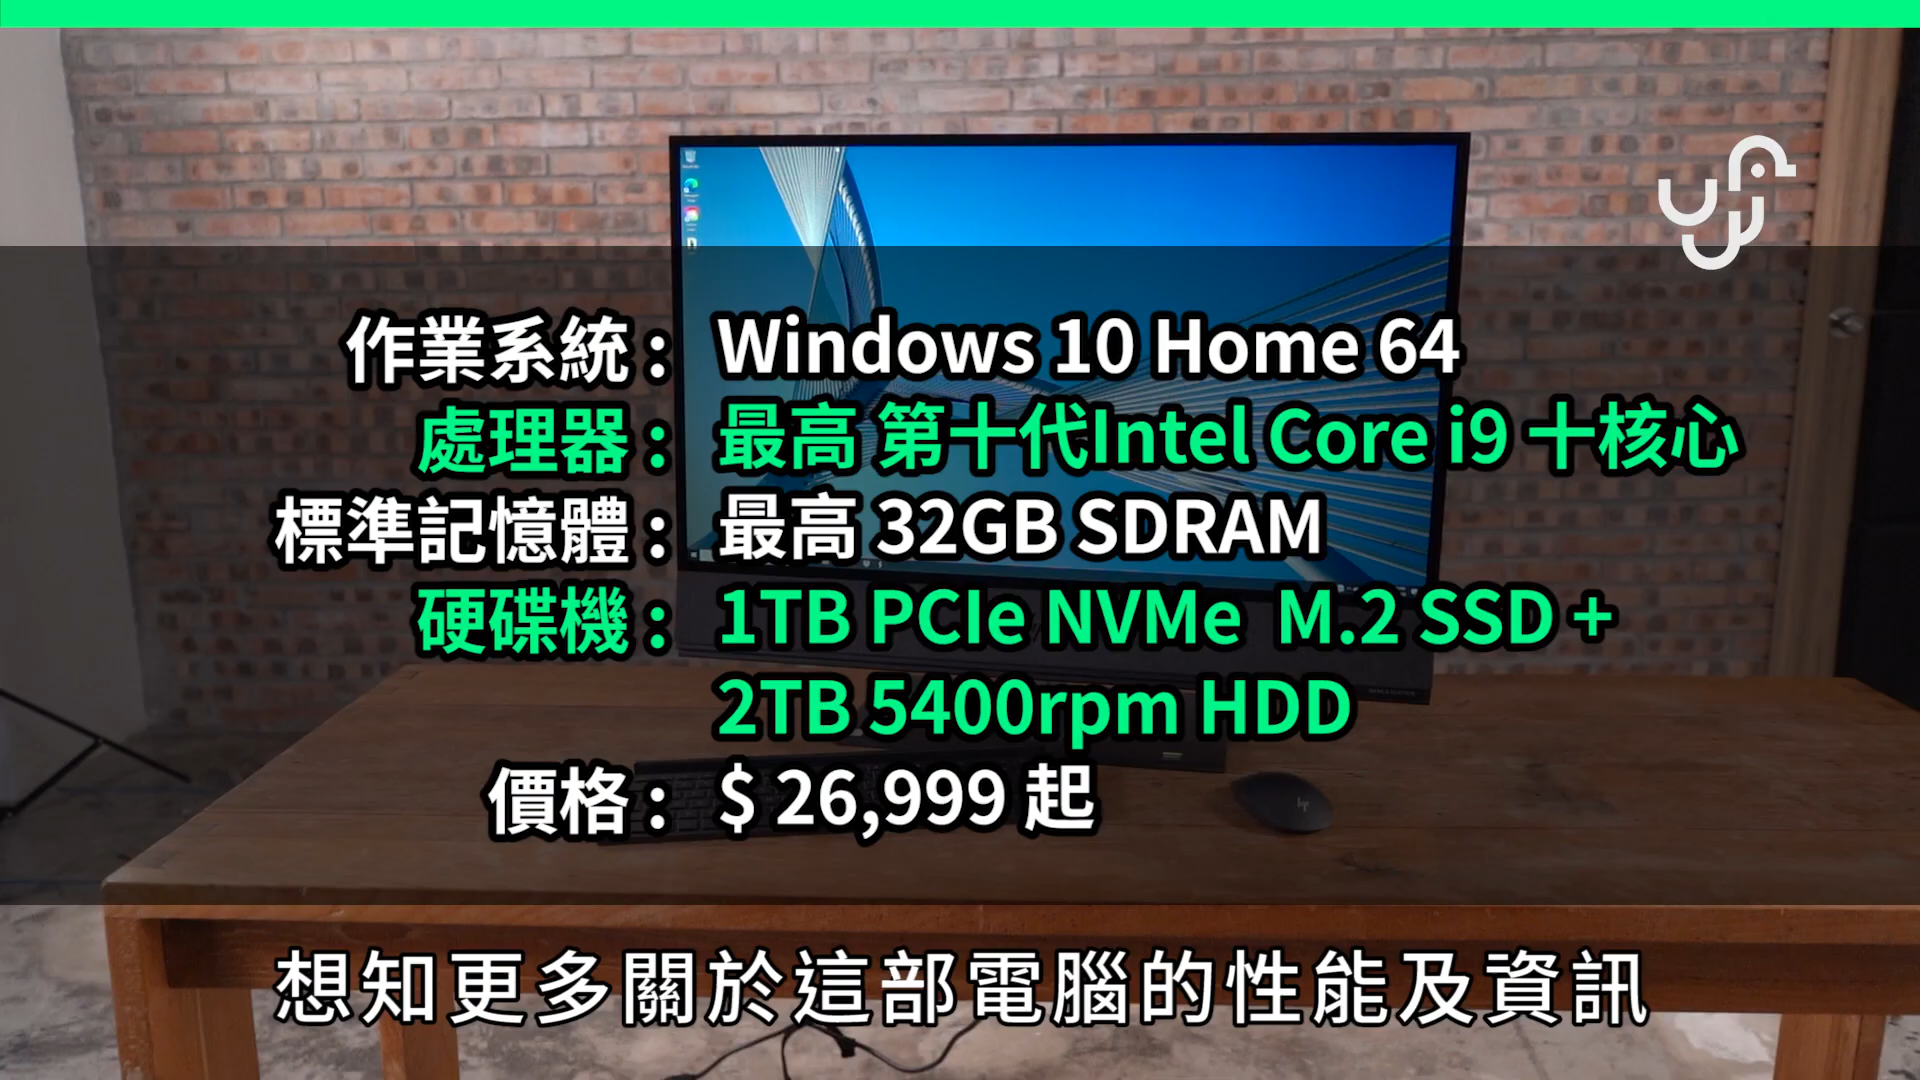 作業系統： Windows 10 Home 64
處理器： 最高 第十代Intel Core i9 十核心
標準記憶體： 最高 32GB SDRAM
硬碟機： 1TB PCIe NVMe M.2 SSD +
2TB 5400rpm HDD
價格： $ 26,999 起
想知更多關於這部電腦的性能及資訊